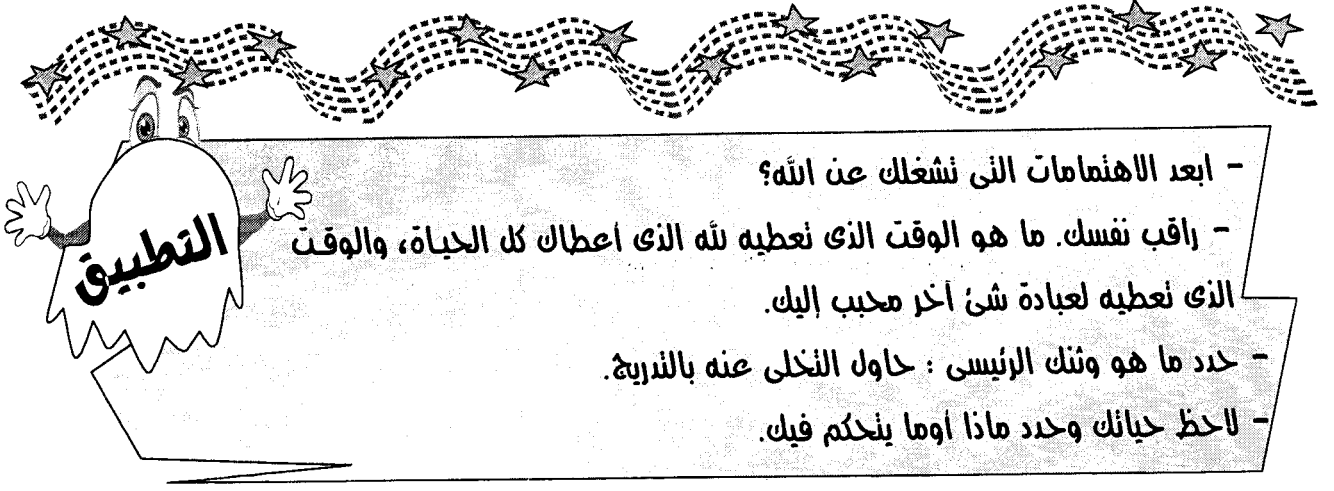 التطبيق
- ابعد الاهتمامات التى تشغلك عن الله؟
- راقب نفسك. ما هو الوقت الذى تعطيه لله الذى أعطاك كل الحياة، والوقت
الذى تعطيه لعبادة شئ آخر محبب إليك.
- حدد ما هو وثنك الرئيسى : حاول التخلى عنه بالتدريج.
- لاحظ حياتك وحدد ماذا أوما يتحكم فيك.